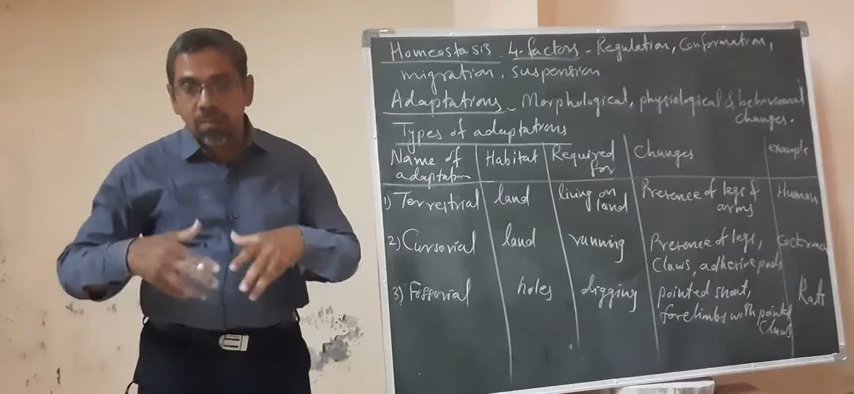 Homeostasis. 4. factors - Regulation, Conformation,
migration. Suspension
Adaptations - Morphological, physiological & behavioural
changes.
Types of adaptations
Name of adaptation Habitat Required for Changes example
1) Terrestrial land living on land Presence of legs & arms Human
2) Cursorial land running Presence of legs, claws, adhesive pads
3) Fossorial holes digging pointed snout, forelimbs with pointed claws Rats